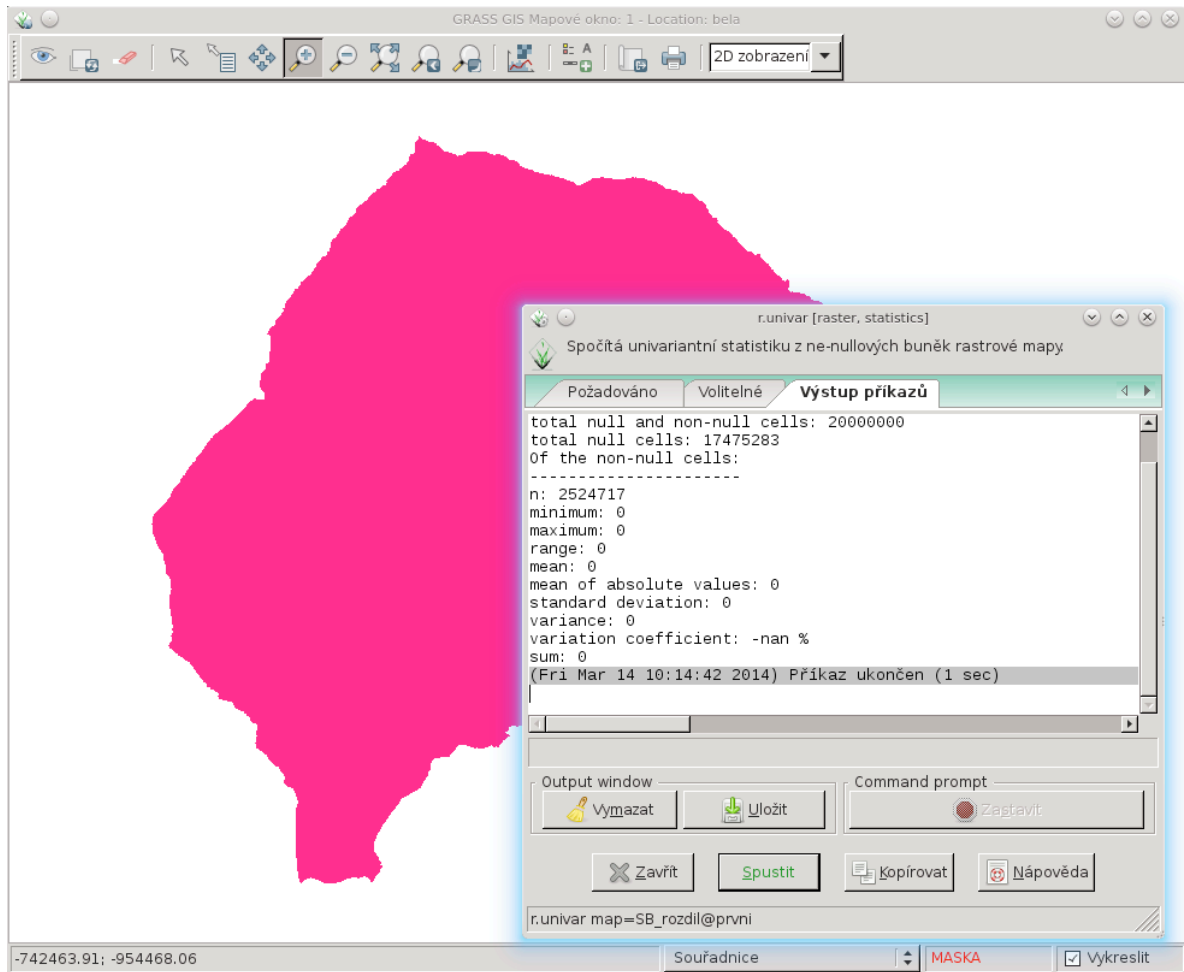 GRASS GIS Mapové okno: 1 - Location: bela
2D zobrazení
r.univar [raster, statistics]
Spočítá univariantní statistiku z ne-nullových buněk rastrové mapy.
Požadováno Volitelné Výstup příkazů
total null and non-null cells: 20000000
total null cells: 17475283
Of the non-null cells:
----------------------
n: 2524717
minimum: 0
maximum: 0
range: 0
mean: 0
mean of absolute values: 0
standard deviation: 0
variance: 0
variation coefficient: -nan %
sum: 0
(Fri Mar 14 10:14:42 2014) Příkaz ukončen (1 sec)
Output window
Command prompt
Vymazat
Uložit
Zastavit
Zavřít
Spustit
Kopírovat
Nápověda
r.univar map=SB_rozdil@prvni
-742463.91; -954468.06
Souřadnice
MASKA
Vykreslit